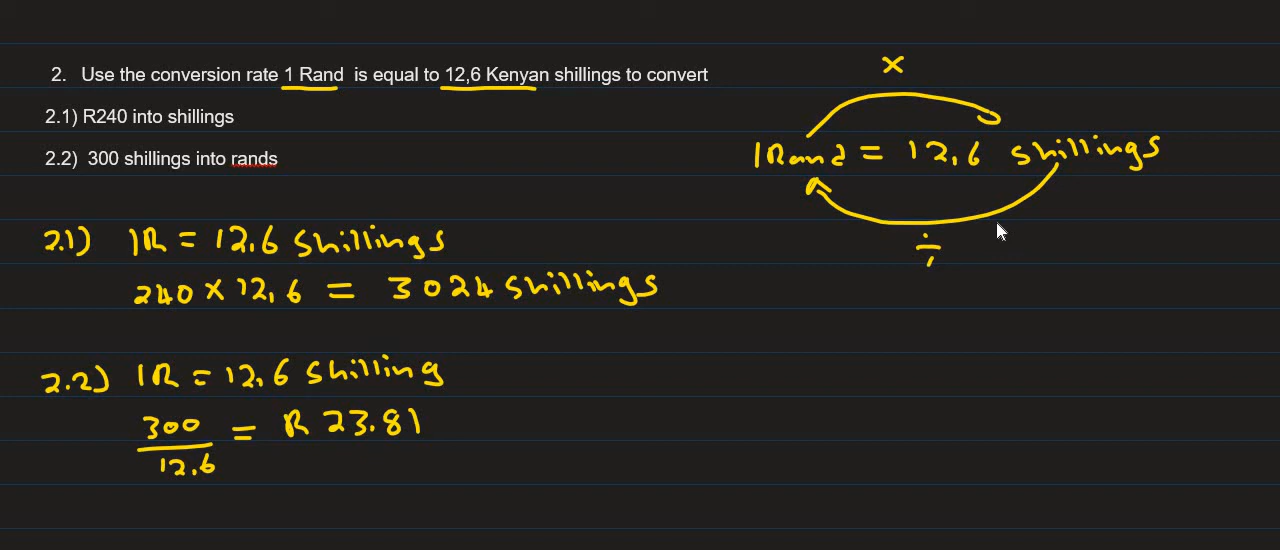 2. Use the conversion rate 1 Rand is equal to 12,6 Kenyan shillings to convert
2.1) R240 into shillings
2.2) 300 shillings into rands
×
1Rand = 12,6 shillings
÷
2.1) 1R = 12.6 shillings
240 × 12,6 = 3024 shillings
2.2) 1R = 12,6 shilling
300
= R 23.81
12.6